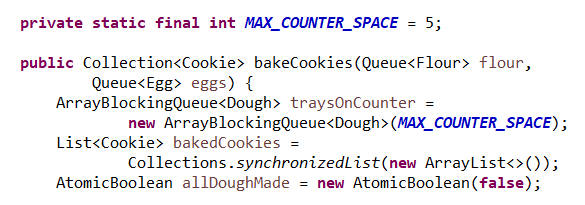 private static final int MAX_COUNTER_SPACE = 5;
public Collection<Cookie> bakeCookies(Queue<Flour> flour,
Queue<Egg> eggs) {
ArrayBlockingQueue<Dough> traysOnCounter =
new ArrayBlockingQueue<Dough>(MAX_COUNTER_SPACE);
List<Cookie> bakedCookies =
Collections.synchronizedList(new ArrayList<>());
AtomicBoolean allDoughMade = new AtomicBoolean(false);